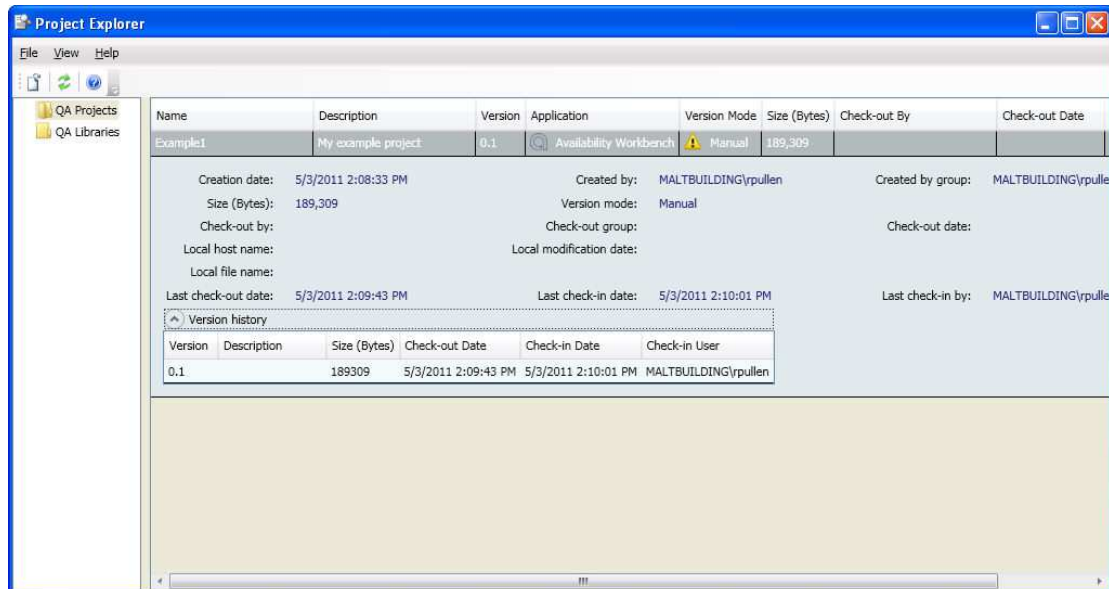 Project Explorer
File View Help
QA Projects
QA Libraries
Name Description Version Application Version Mode Size (Bytes) Check-out By Check-out Date
Example1 My example project 0.1 Availability Workbench Manual 189,309
Creation date: 5/3/2011 2:08:33 PM Created by: MALTBUILDING\rpullen Created by group: MALTBUILDING\rpulle
Size (Bytes): 189,309 Version mode: Manual
Check-out by: Check-out group: Check-out date:
Local host name: Local modification date:
Local file name:
Last check-out date: 5/3/2011 2:09:43 PM Last check-in date: 5/3/2011 2:10:01 PM Last check-in by: MALTBUILDING\rpulle
Version history
Version Description Size (Bytes) Check-out Date Check-in Date Check-in User
0.1 189309 5/3/2011 2:09:43 PM 5/3/2011 2:10:01 PM MALTBUILDING\rpullen